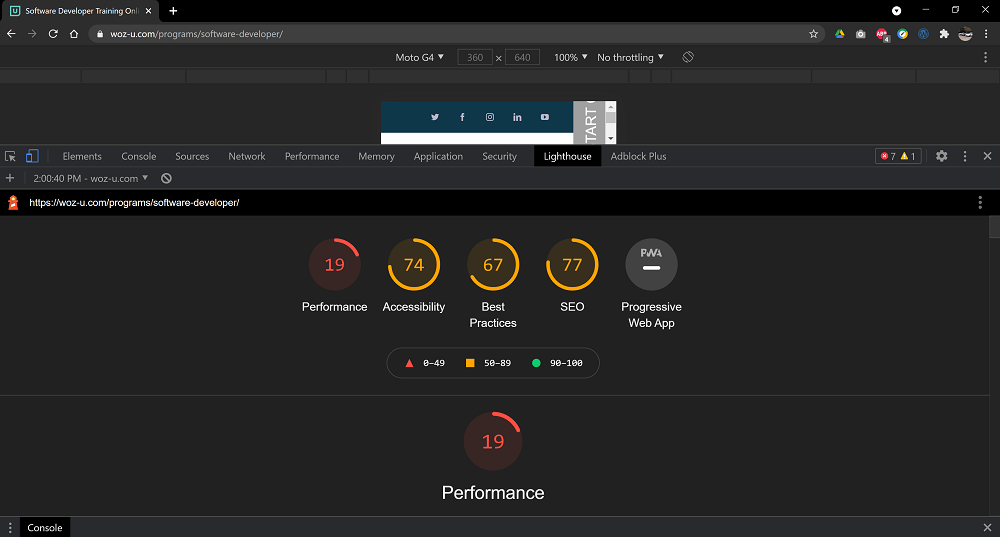 Software Developer Training Onli
woz-u.com/programs/software-developer/
4
Moto G4 360 × 640 100% No throttling
TART
Elements Console Sources Network Performance Memory Application Security Lighthouse Adblock Plus 7 1
2:00:40 PM - woz-u.com
https://woz-u.com/programs/software-developer/
19 74 67 77 PWA
Performance Accessibility Best Practices SEO Progressive Web App
0–49 50–89 90–100
19
Performance
Console